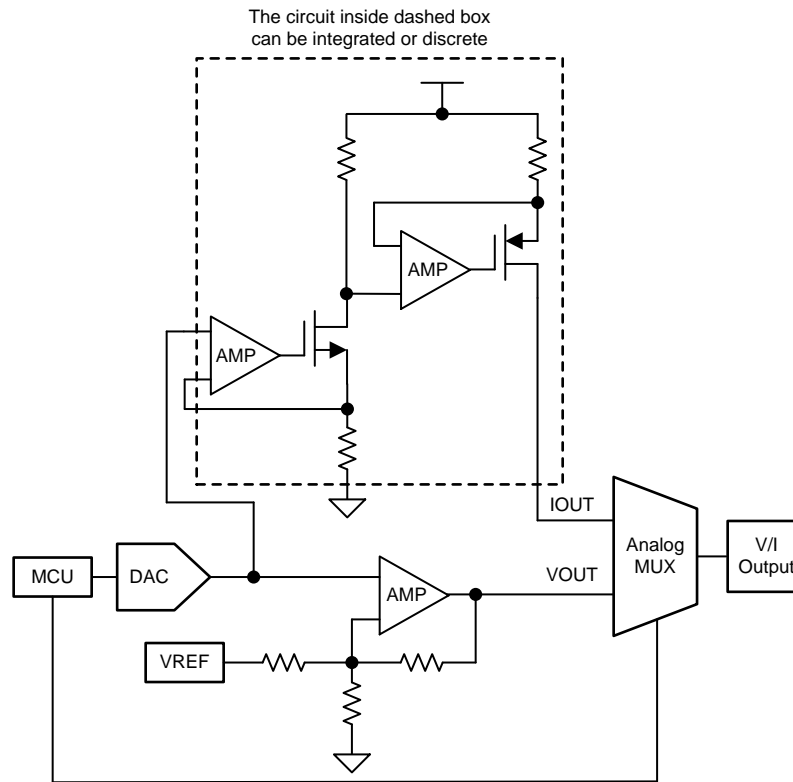 The circuit inside dashed box
can be integrated or discrete
AMP
AMP
IOUT
MCU
DAC
AMP
VOUT
Analog
MUX
V/I
Output
VREF